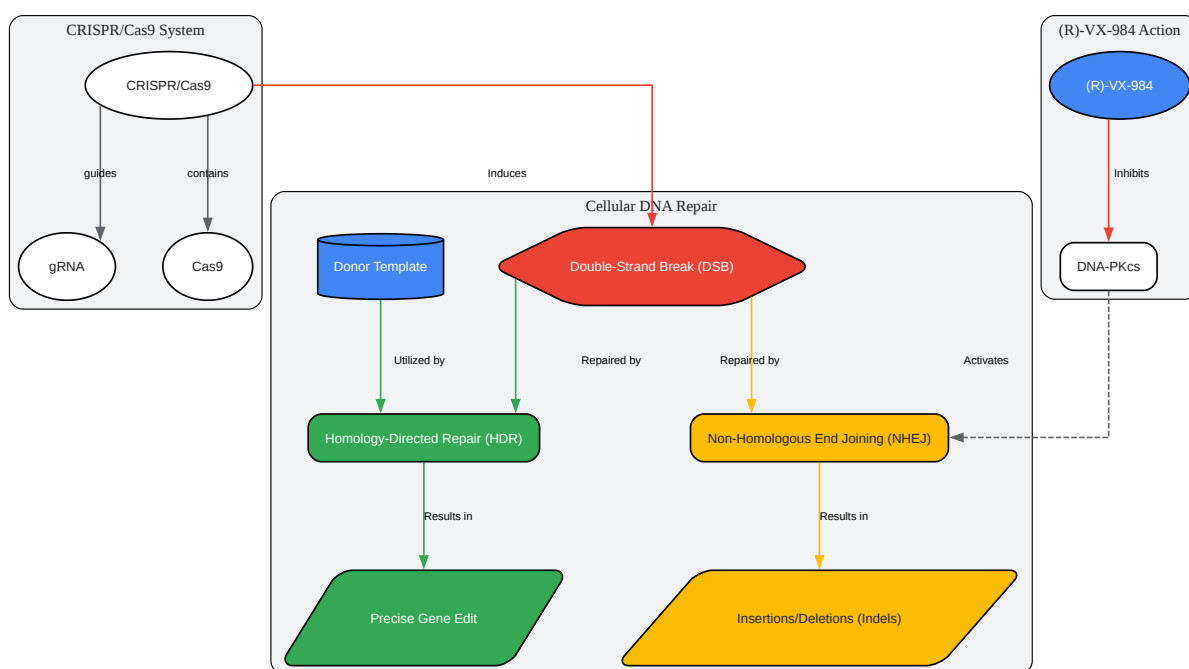 CRISPR/Cas9 System
(R)-VX-984 Action
CRISPR/Cas9
(R)-VX-984
guides
contains
Induces
Inhibits
Cellular DNA Repair
gRNA
Cas9
Donor Template
Double-Strand Break (DSB)
DNA-PKcs
Utilized by
Repaired by
Repaired by
Activates
Homology-Directed Repair (HDR)
Non-Homologous End Joining (NHEJ)
Results in
Results in
Precise Gene Edit
Insertions/Deletions (Indels)